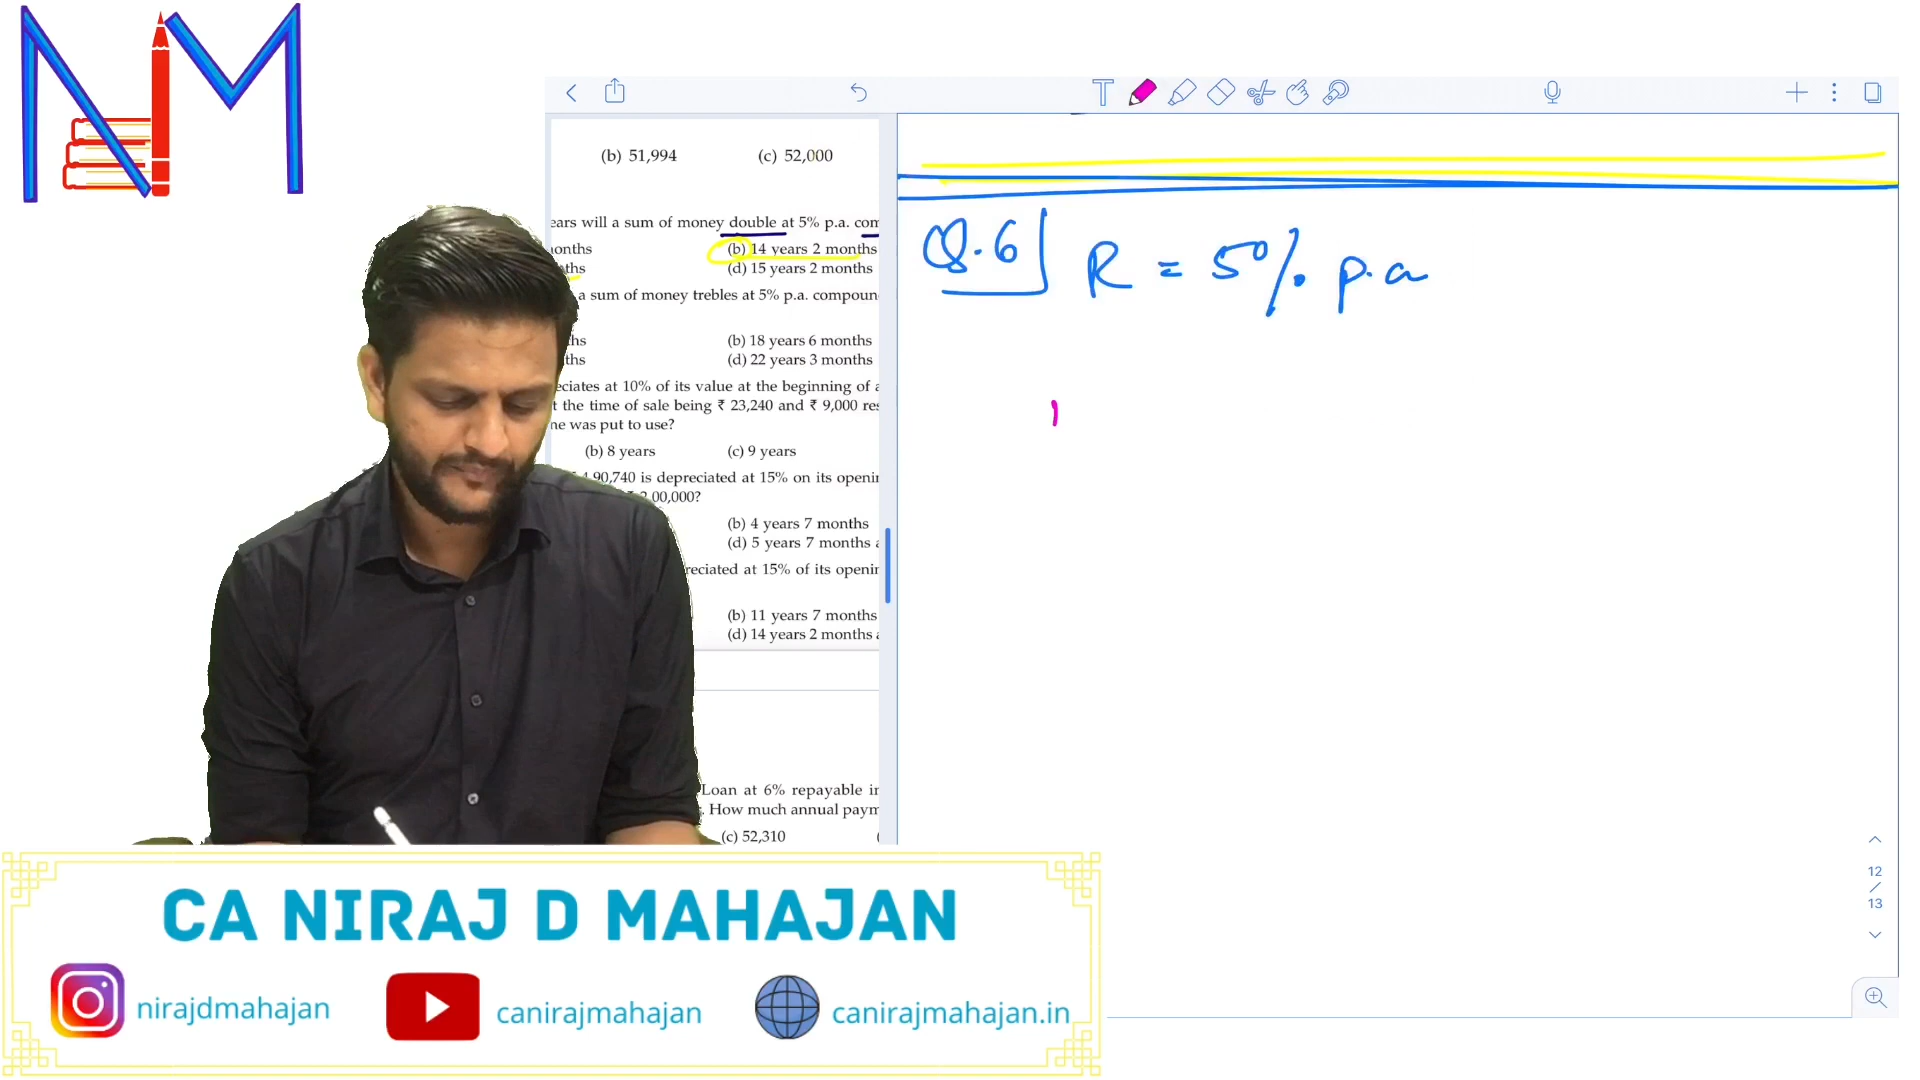 NM
(b) 51,994 (c) 52,000
ears will a sum of money double at 5% p.a. com
onths (b) 14 years 2 months
ths (d) 15 years 2 months
a sum of money trebles at 5% p.a. compoun
hs (b) 18 years 6 months
ths (d) 22 years 3 months
eciates at 10% of its value at the beginning of a
t the time of sale being ₹ 23,240 and ₹ 9,000 res
ne was put to use?
(b) 8 years (c) 9 years
90,740 is depreciated at 15% on its openin
₹ 2,00,000?
(b) 4 years 7 months
(d) 5 years 7 months a
reciated at 15% of its openin
(b) 11 years 7 months
(d) 14 years 2 months a
Loan at 6% repayable in
. How much annual paym
(c) 52,310 (
Q.6 R = 5% p.a
12
/
13
CA NIRAJ D MAHAJAN
nirajdmahajan canirajmahajan canirajmahajan.in